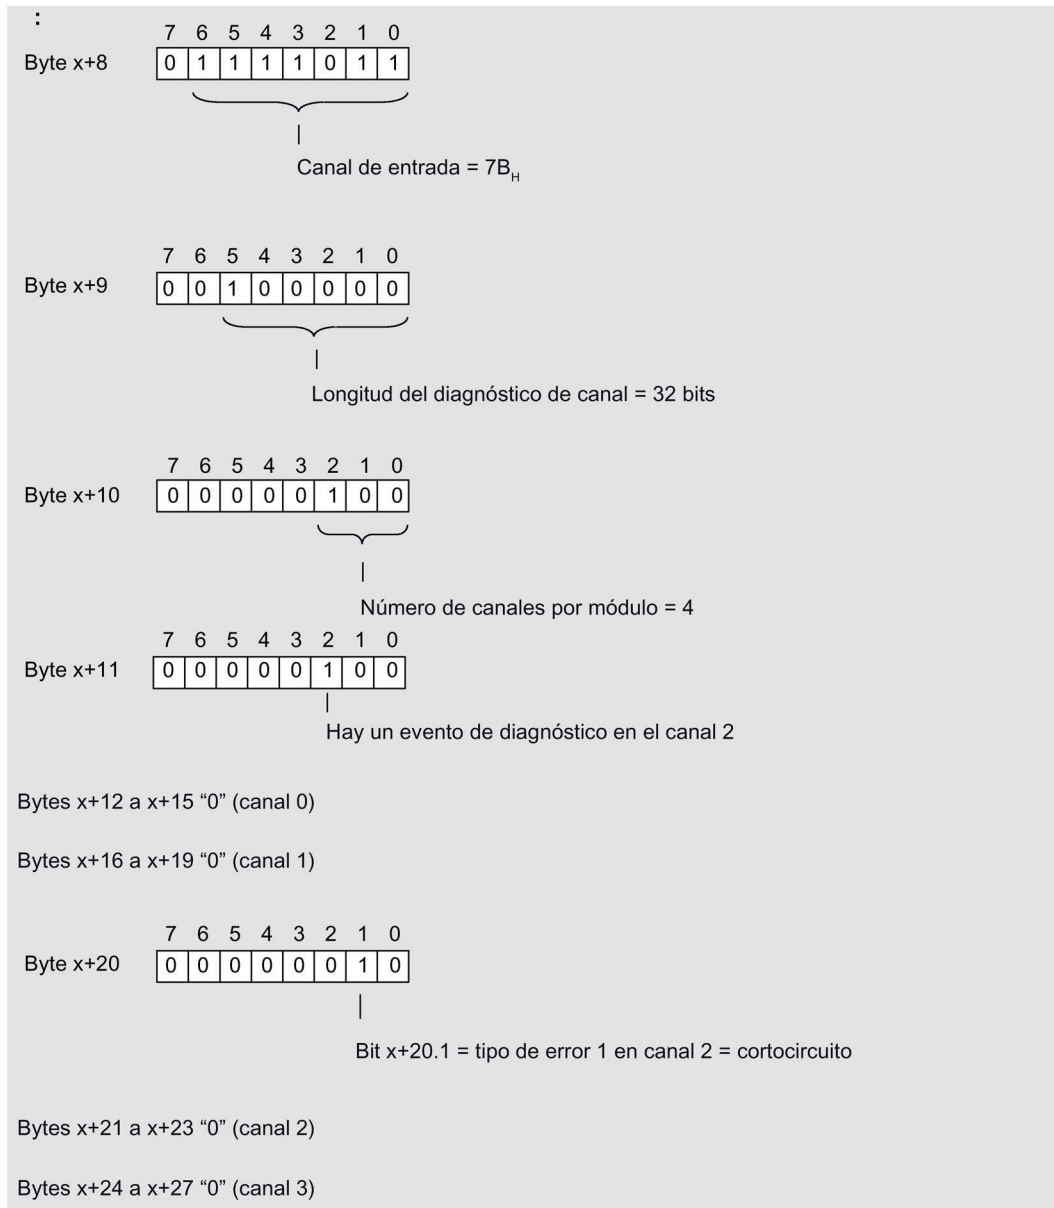 :
7 6 5 4 3 2 1 0
Byte x+8 0 1 1 1 1 0 1 1
Canal de entrada = 7B_H
7 6 5 4 3 2 1 0
Byte x+9 0 0 1 0 0 0 0 0
Longitud del diagnóstico de canal = 32 bits
7 6 5 4 3 2 1 0
Byte x+10 0 0 0 0 0 1 0 0
Número de canales por módulo = 4
7 6 5 4 3 2 1 0
Byte x+11 0 0 0 0 0 1 0 0
Hay un evento de diagnóstico en el canal 2
Bytes x+12 a x+15 “0” (canal 0)
Bytes x+16 a x+19 “0” (canal 1)
7 6 5 4 3 2 1 0
Byte x+20 0 0 0 0 0 0 1 0
Bit x+20.1 = tipo de error 1 en canal 2 = cortocircuito
Bytes x+21 a x+23 “0” (canal 2)
Bytes x+24 a x+27 “0” (canal 3)